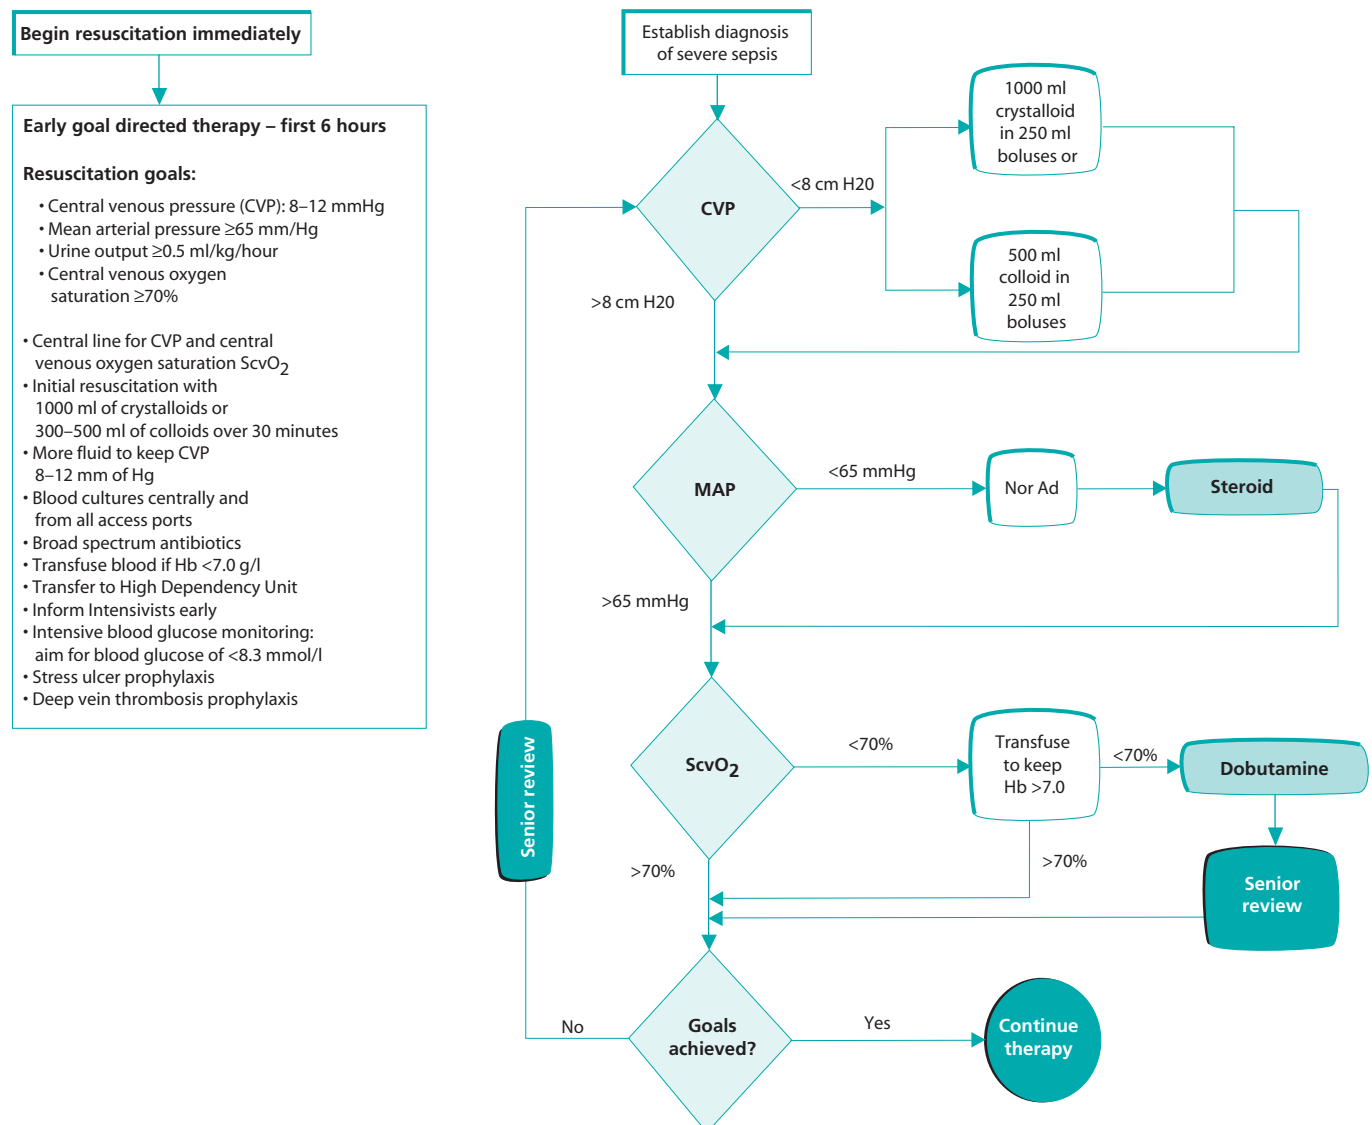 Begin resuscitation immediately
Early goal directed therapy – first 6 hours
Resuscitation goals:
• Central venous pressure (CVP): 8–12 mmHg
• Mean arterial pressure ≥65 mm/Hg
• Urine output ≥0.5 ml/kg/hour
• Central venous oxygen
saturation ≥70%
• Central line for CVP and central
venous oxygen saturation ScvO2
• Initial resuscitation with
1000 ml of crystalloids or
300–500 ml of colloids over 30 minutes
• More fluid to keep CVP
8–12 mm of Hg
• Blood cultures centrally and
from all access ports
• Broad spectrum antibiotics
• Transfuse blood if Hb <7.0 g/l
• Transfer to High Dependency Unit
• Inform Intensivists early
• Intensive blood glucose monitoring:
aim for blood glucose of <8.3 mmol/l
• Stress ulcer prophylaxis
• Deep vein thrombosis prophylaxis
Establish diagnosis
of severe sepsis
CVP
<8 cm H20
1000 ml
crystalloid
in 250 ml
boluses or
500 ml
colloid in
250 ml
boluses
>8 cm H20
MAP
<65 mmHg
Nor Ad
Steroid
>65 mmHg
ScvO2
<70%
Transfuse
to keep
Hb >7.0
<70%
Dobutamine
>70%
>70%
Senior
review
Senior review
Goals
achieved?
No
Yes
Continue
therapy